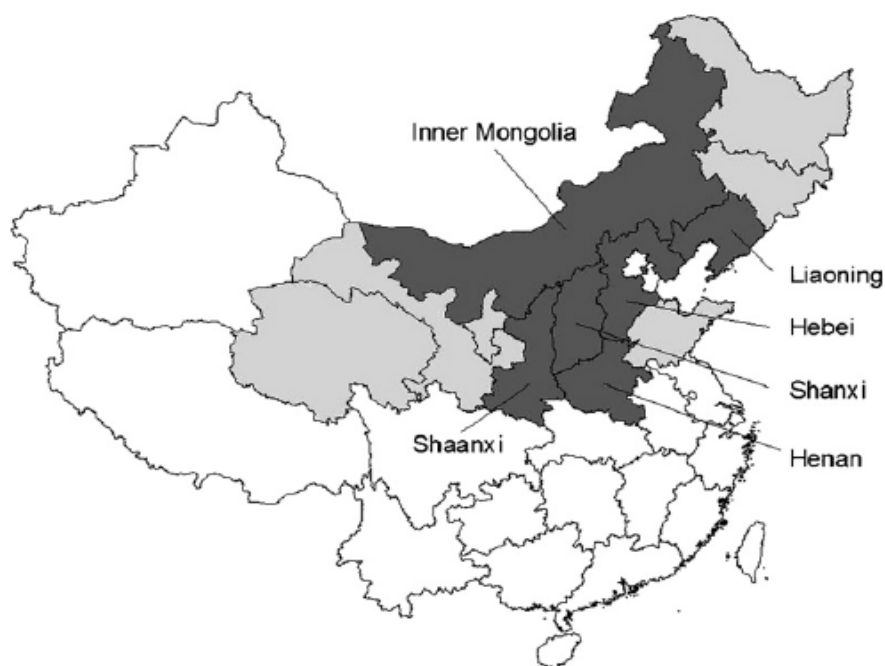 Inner Mongolia
Liaoning
Hebei
Shanxi
Shaanxi
Henan